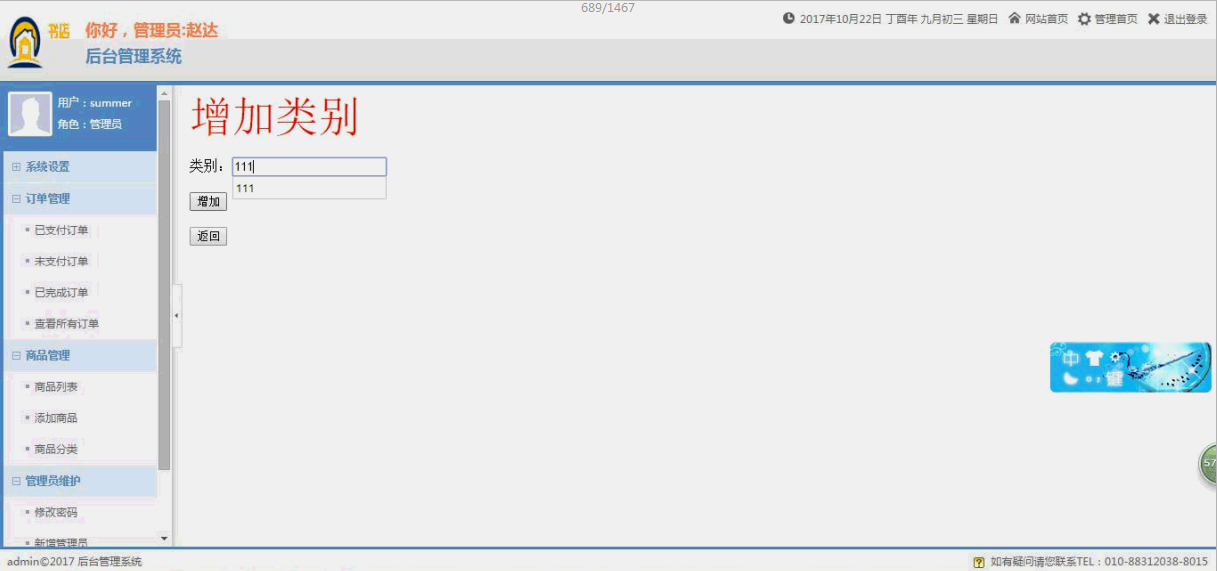 689/1467
2017年10月22日 丁酉年 九月初三 星期日 网站首页 管理首页 退出登录
书店
你好，管理员:赵达
后台管理系统
用户：summer
角色：管理员
系统设置
订单管理
已支付订单
未支付订单
已完成订单
查看所有订单
商品管理
商品列表
添加商品
商品分类
管理员维护
修改密码
新增管理员
增加类别
类别：111
111
增加
返回
中
键
57
admin©2017 后台管理系统
如有疑问请您联系TEL：010-88312038-8015